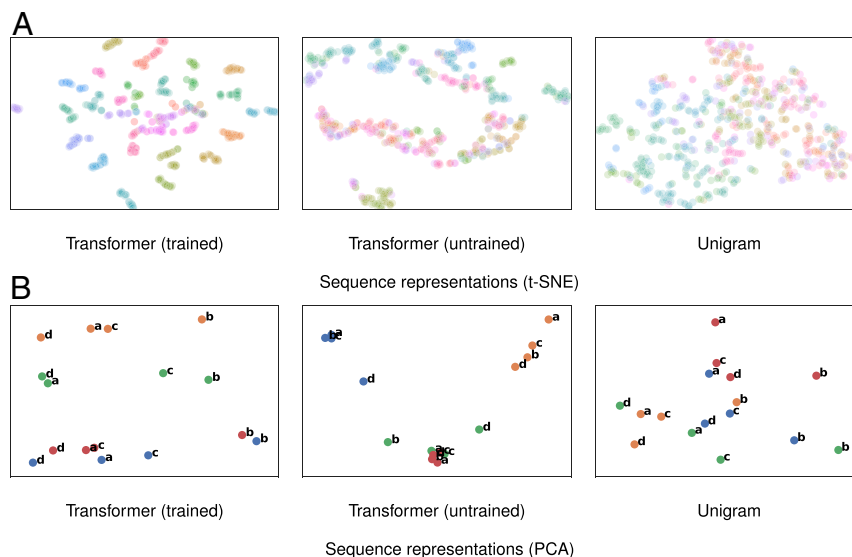 A
Transformer (trained)
Transformer (untrained)
Unigram
Sequence representations (t-SNE)
B
b
a c
d
d
a
c
b
b
b
d
a c
d
a
c
a
a
b c
c
b
d
d
d
b
a c
a
a
c
a
d
b
d
b
a c
c
d
a
b
d
b
c
Transformer (trained)
Transformer (untrained)
Unigram
Sequence representations (PCA)